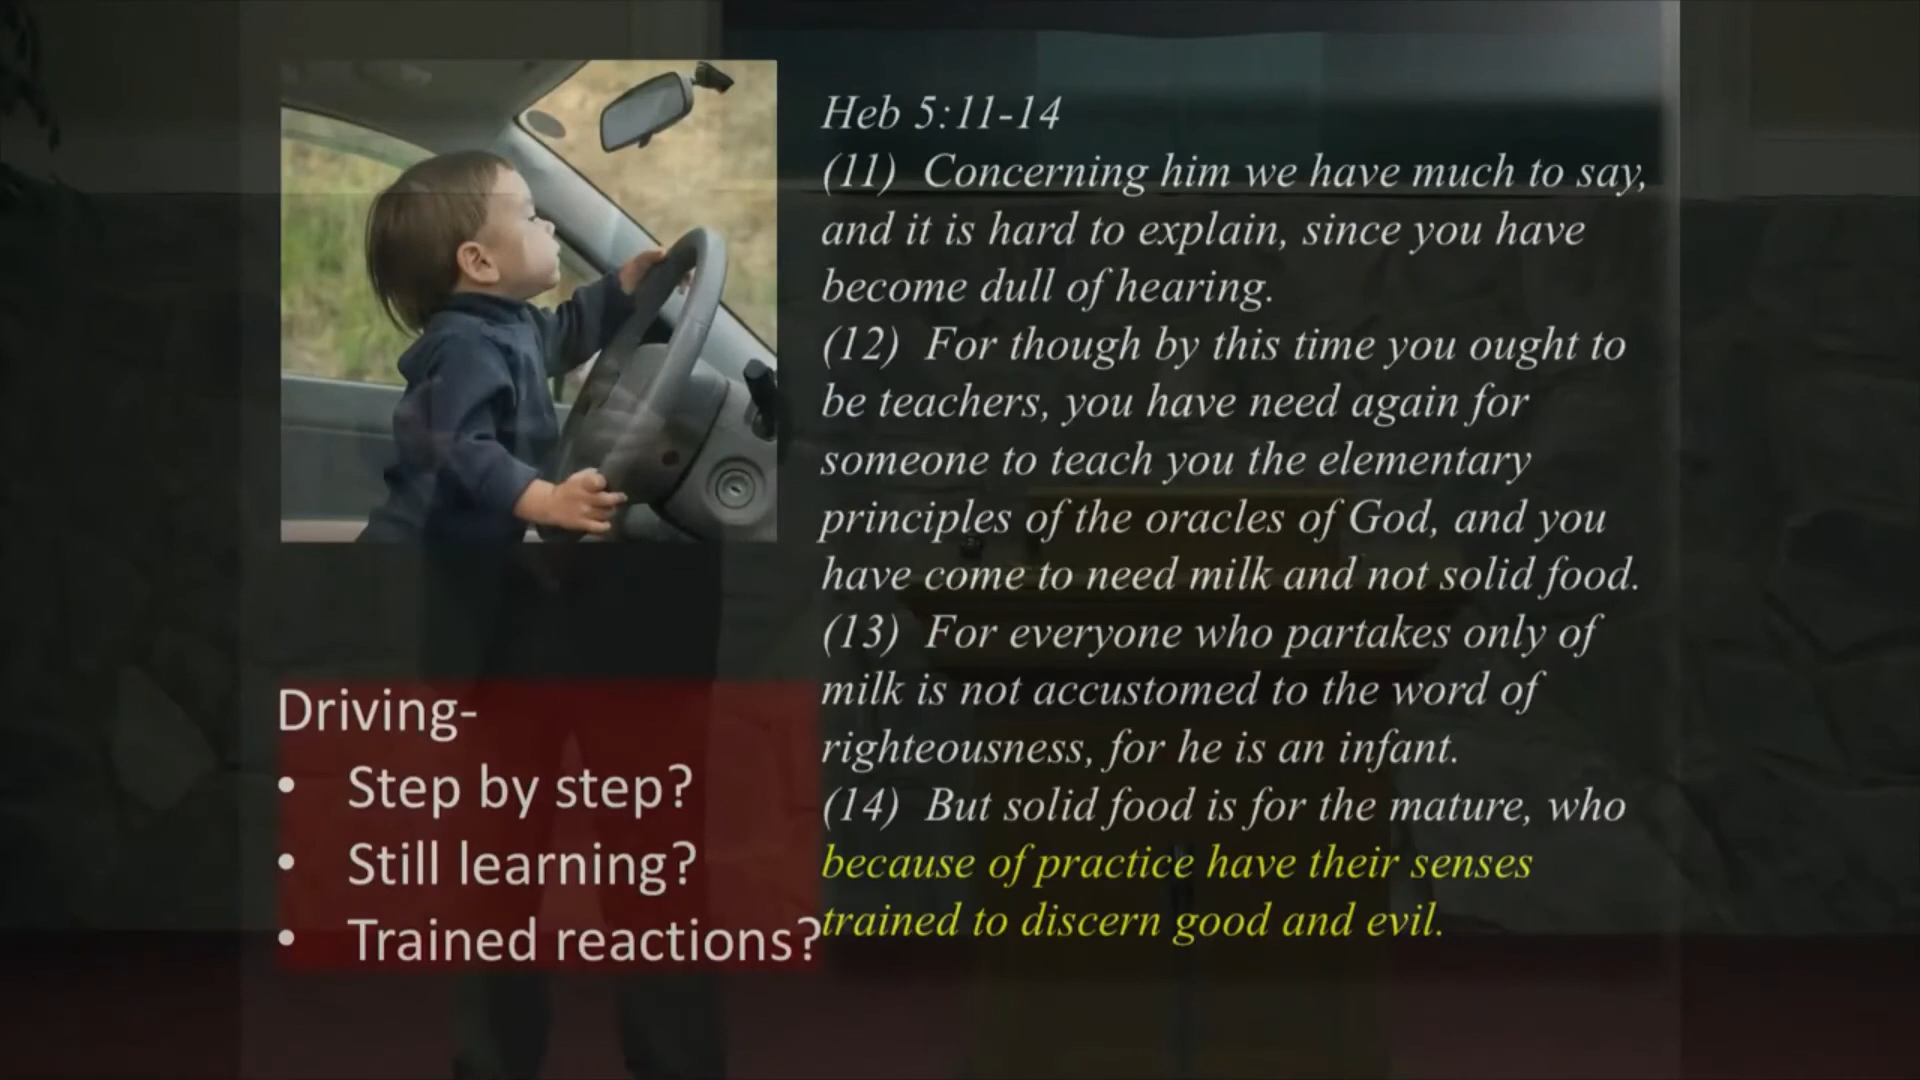 Heb 5:11-14
(11) Concerning him we have much to say,
and it is hard to explain, since you have
become dull of hearing.
(12) For though by this time you ought to
be teachers, you have need again for
someone to teach you the elementary
principles of the oracles of God, and you
have come to need milk and not solid food.
(13) For everyone who partakes only of
milk is not accustomed to the word of
righteousness, for he is an infant.
(14) But solid food is for the mature, who
because of practice have their senses
trained to discern good and evil.
Driving-
• Step by step?
• Still learning?
• Trained reactions?